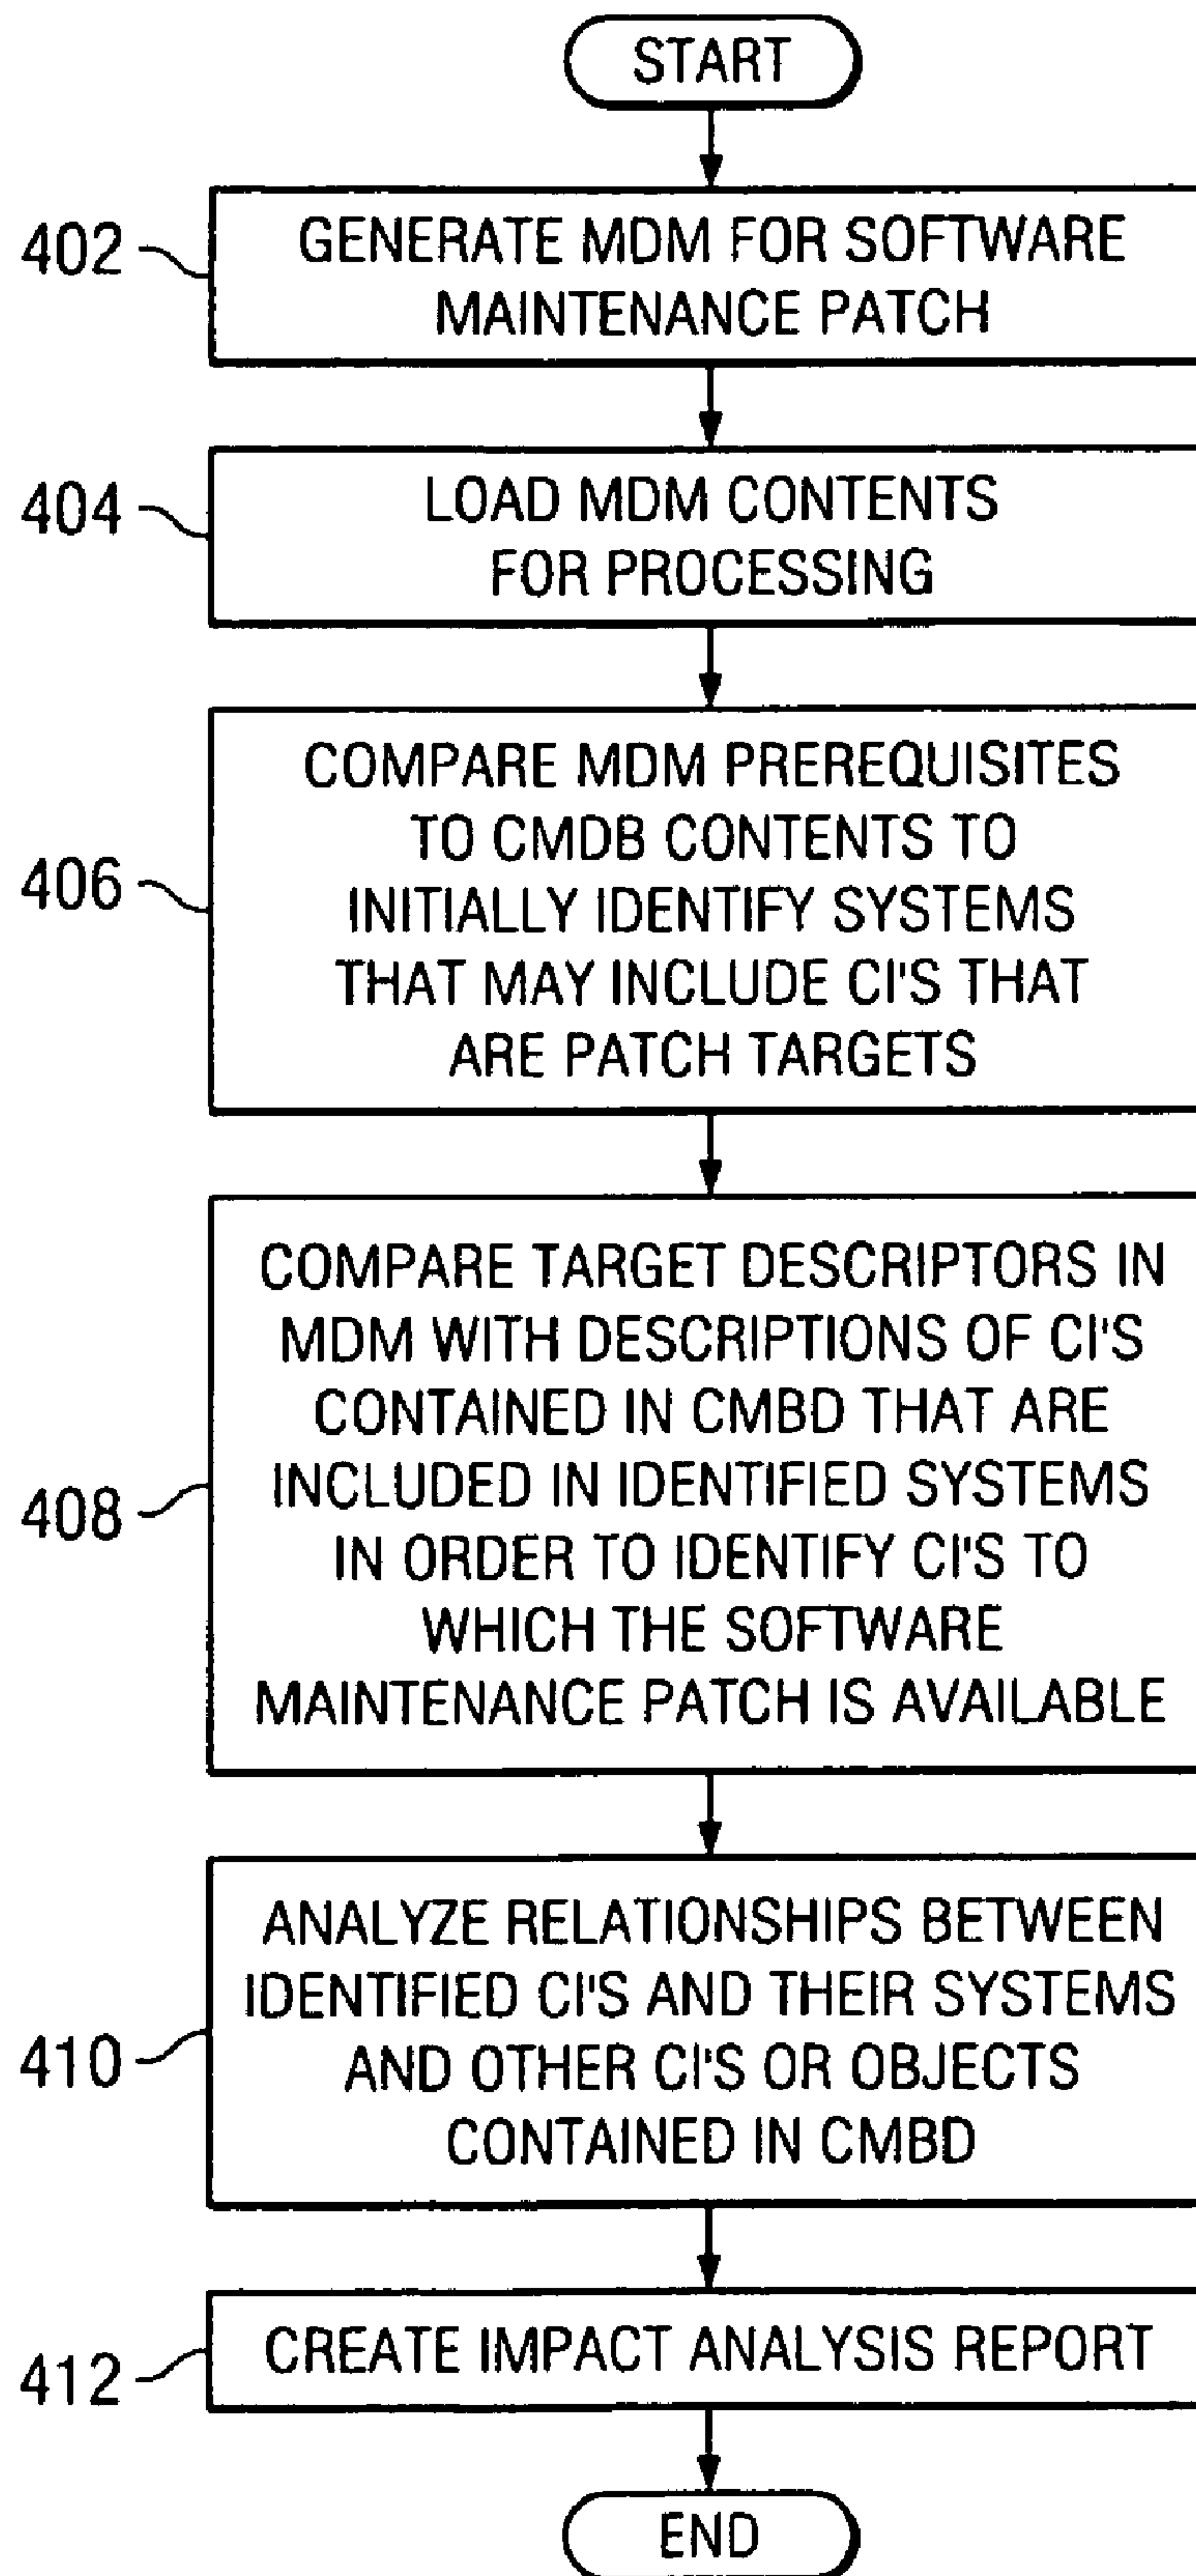 START
402
GENERATE MDM FOR SOFTWARE
MAINTENANCE PATCH
404
LOAD MDM CONTENTS
FOR PROCESSING
406
COMPARE MDM PREREQUISITES
TO CMDB CONTENTS TO
INITIALLY IDENTIFY SYSTEMS
THAT MAY INCLUDE CI'S THAT
ARE PATCH TARGETS
408
COMPARE TARGET DESCRIPTORS IN
MDM WITH DESCRIPTIONS OF CI'S
CONTAINED IN CMBD THAT ARE
INCLUDED IN IDENTIFIED SYSTEMS
IN ORDER TO IDENTIFY CI'S TO
WHICH THE SOFTWARE
MAINTENANCE PATCH IS AVAILABLE
410
ANALYZE RELATIONSHIPS BETWEEN
IDENTIFIED CI'S AND THEIR SYSTEMS
AND OTHER CI'S OR OBJECTS
CONTAINED IN CMBD
412
CREATE IMPACT ANALYSIS REPORT
END